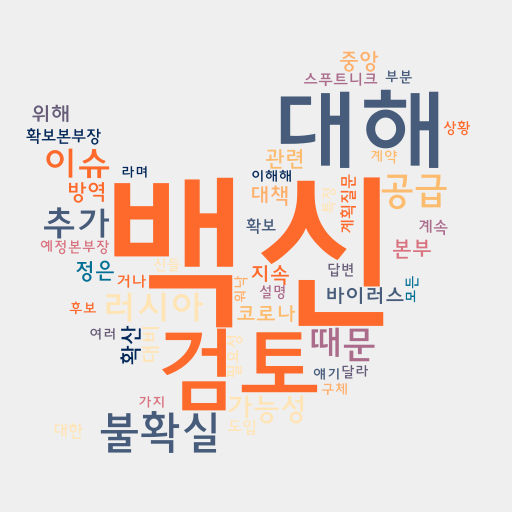 중앙
스푸트니크 부분
대해
위해
확보본부장
상황
이슈
라며
관련
계약
이해해
방역
대책
공급
백신
계획질문
추가
확보
계속
예정본부장
본부
정은
거나
지속
답변
설명
바이러스
모든
후보
러시아
코로나
여러
확산
대비
검토
때문
얘기
달라
구체
가지
가능성
불확실
대한
도입